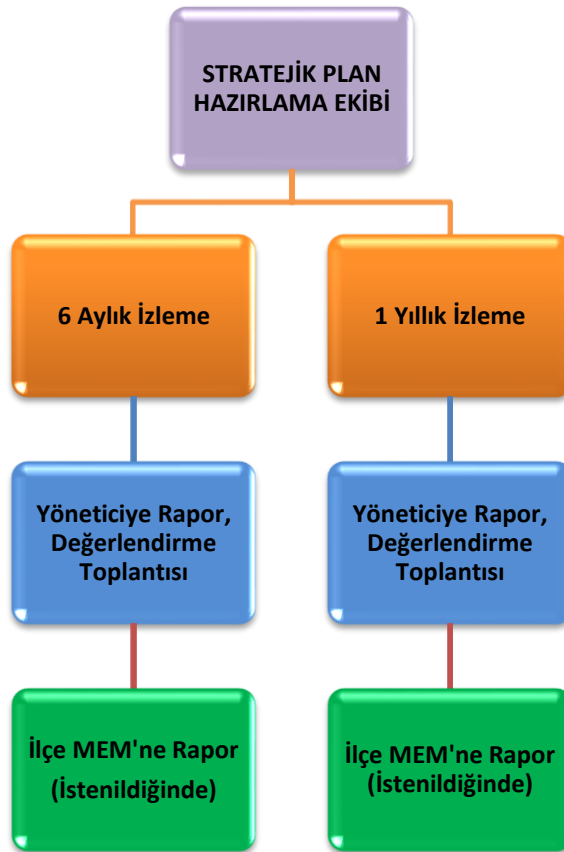 STRATEJİK PLAN
HAZIRLAMA EKİBİ
6 Aylık İzleme
1 Yıllık İzleme
Yöneticiye Rapor,
Değerlendirme
Toplantısı
Yöneticiye Rapor,
Değerlendirme
Toplantısı
İlçe MEM'ne Rapor
(İstenildiğinde)
İlçe MEM'ne Rapor
(İstenildiğinde)